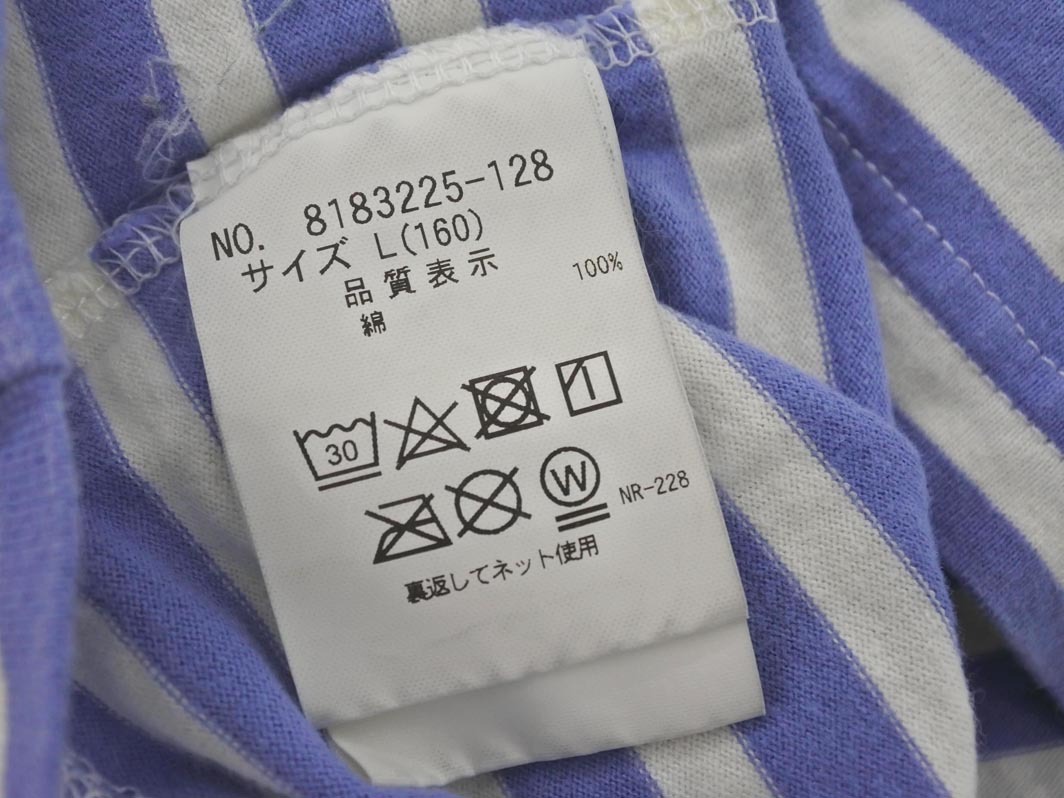 NO. 8183225-128
サイズ L(160)
品質表示
綿 100%
30
1
W NR-228
裏返してネット使用